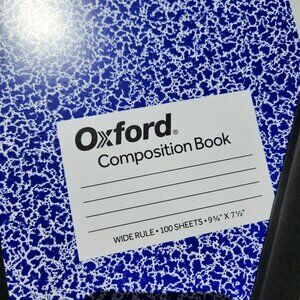 Oxford®
Composition Book
WIDE RULE • 100 SHEETS • 9¾" X 7½"